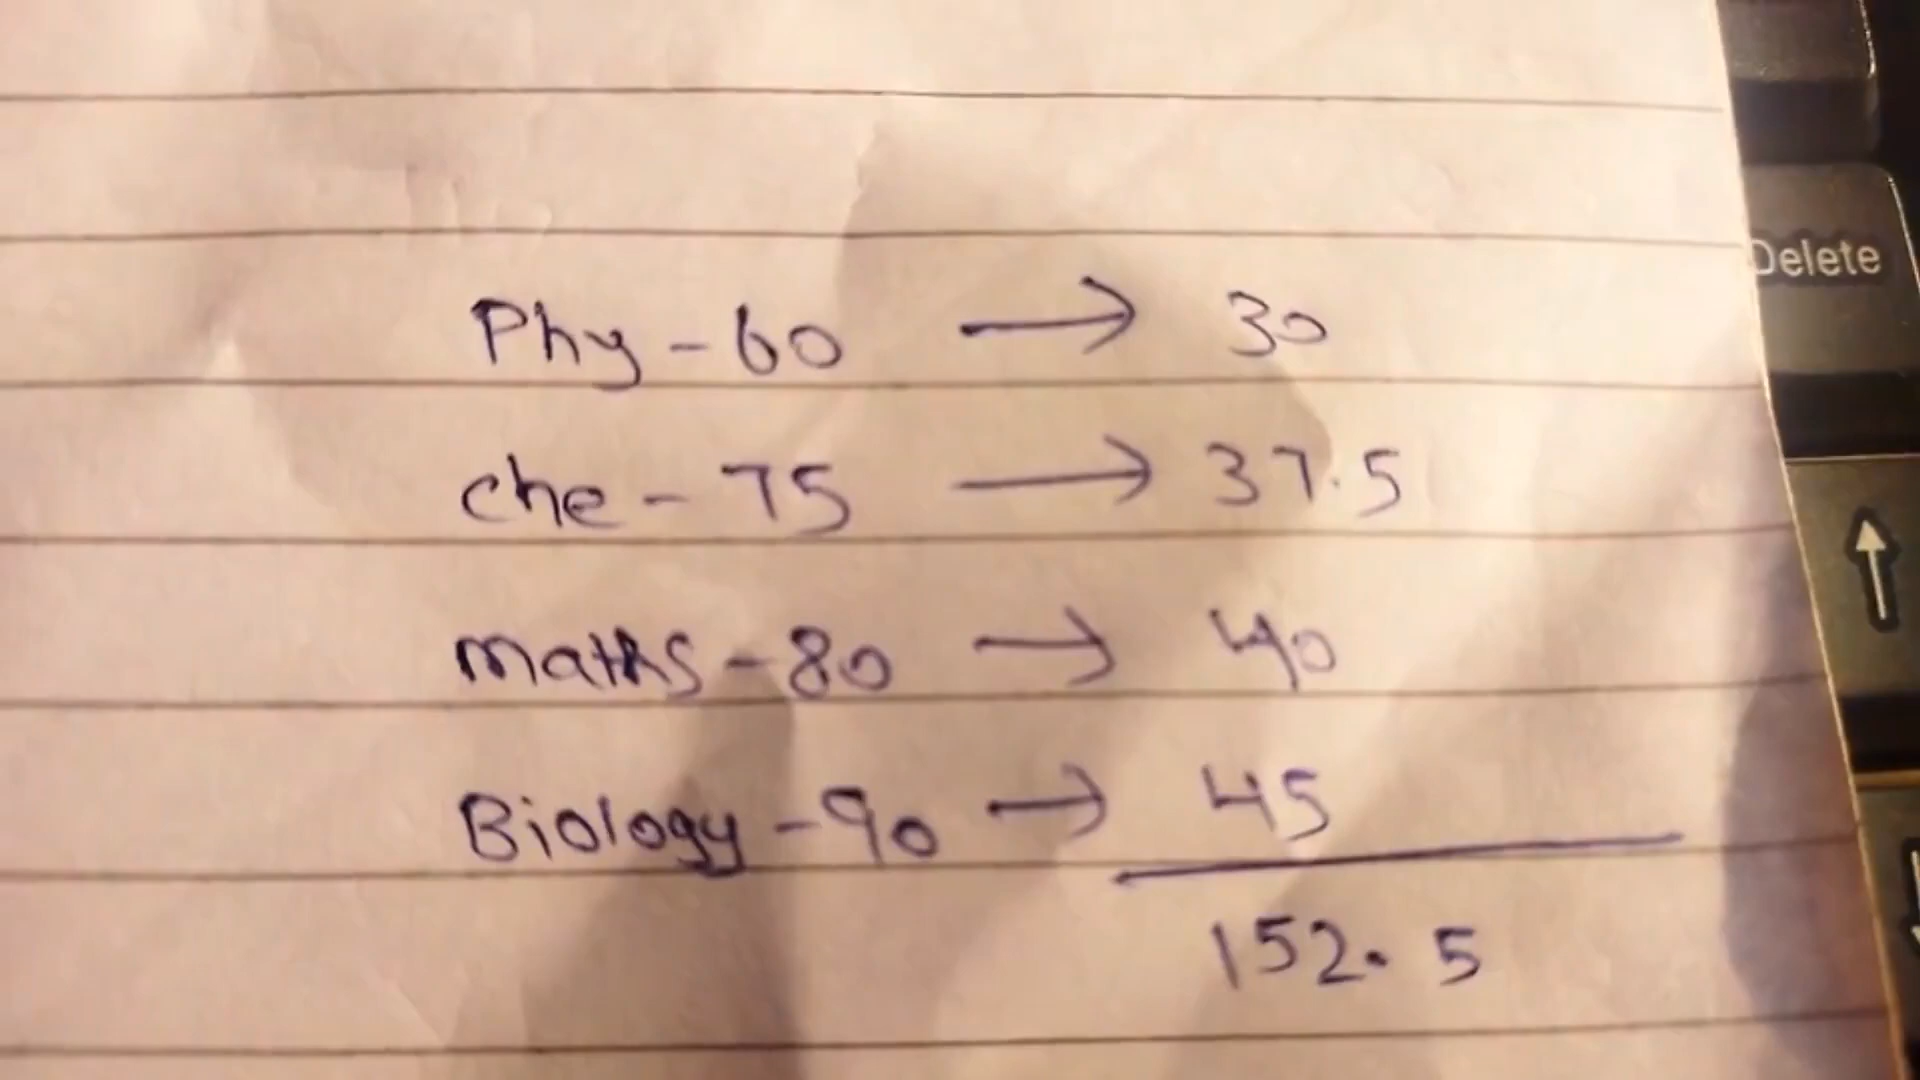 Phy - 60 → 30
che - 75 → 37.5
maths - 80 → 40
Biology - 90 → 45
152.5
Delete
↑